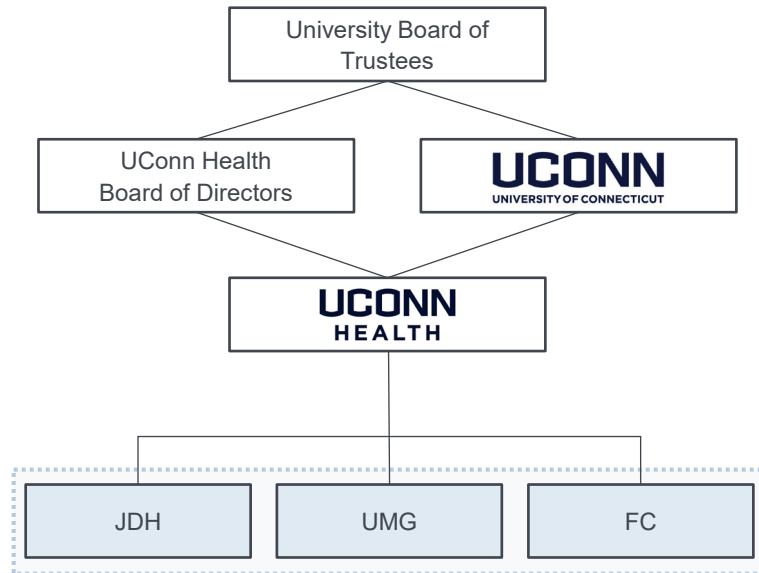 University Board of
Trustees
UConn Health
Board of Directors
UCONN
UNIVERSITY OF CONNECTICUT
UCONN
HEALTH
JDH
UMG
FC